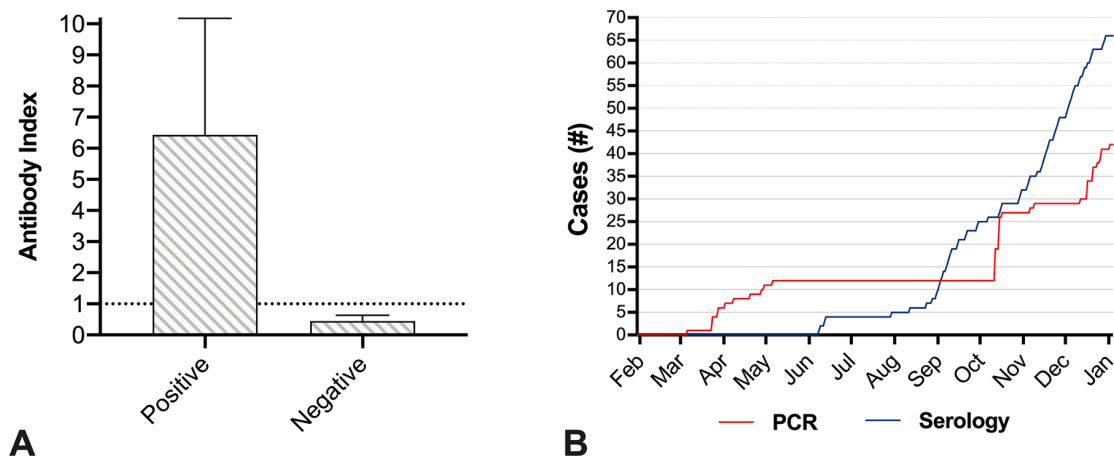 10
9
8
7
6
5
4
3
2
1
0
Antibody Index
Positive
Negative
A
70
65
60
55
50
45
40
35
30
25
20
15
10
5
0
Cases (#)
Feb
Mar
Apr
May
Jun
Jul
Aug
Sep
Oct
Nov
Dec
Jan
PCR
Serology
B